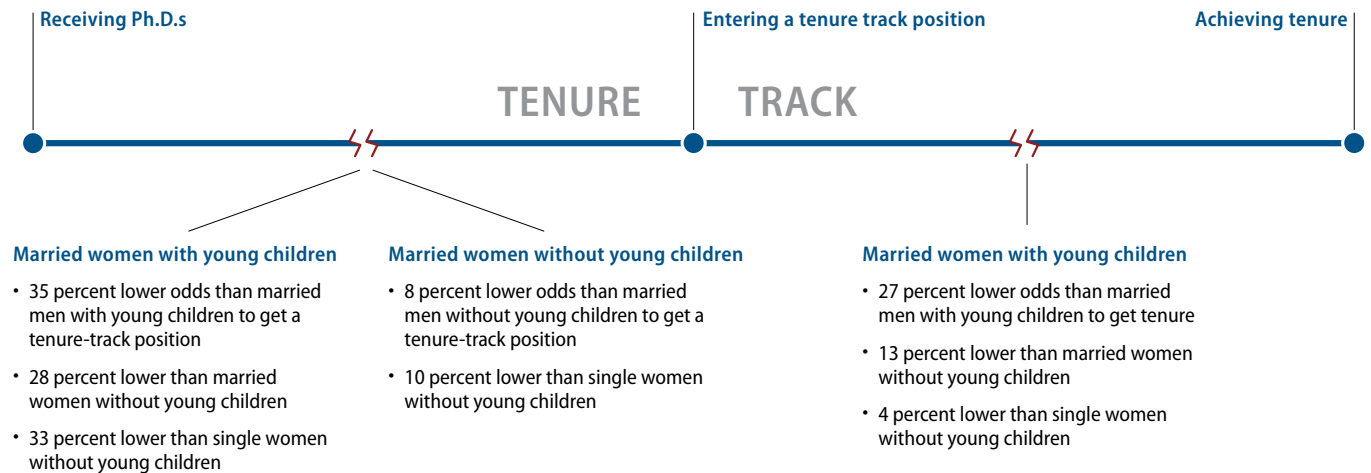 Receiving Ph.D.s
Entering a tenure track position
Achieving tenure
TENURE TRACK
Married women with young children
• 35 percent lower odds than married
men with young children to get a
tenure-track position
• 28 percent lower than married
women without young children
• 33 percent lower than single women
without young children
Married women without young children
• 8 percent lower odds than married
men without young children to get a
tenure-track position
• 10 percent lower than single women
without young children
Married women with young children
• 27 percent lower odds than married
men with young children to get tenure
• 13 percent lower than married women
without young children
• 4 percent lower than single women
without young children